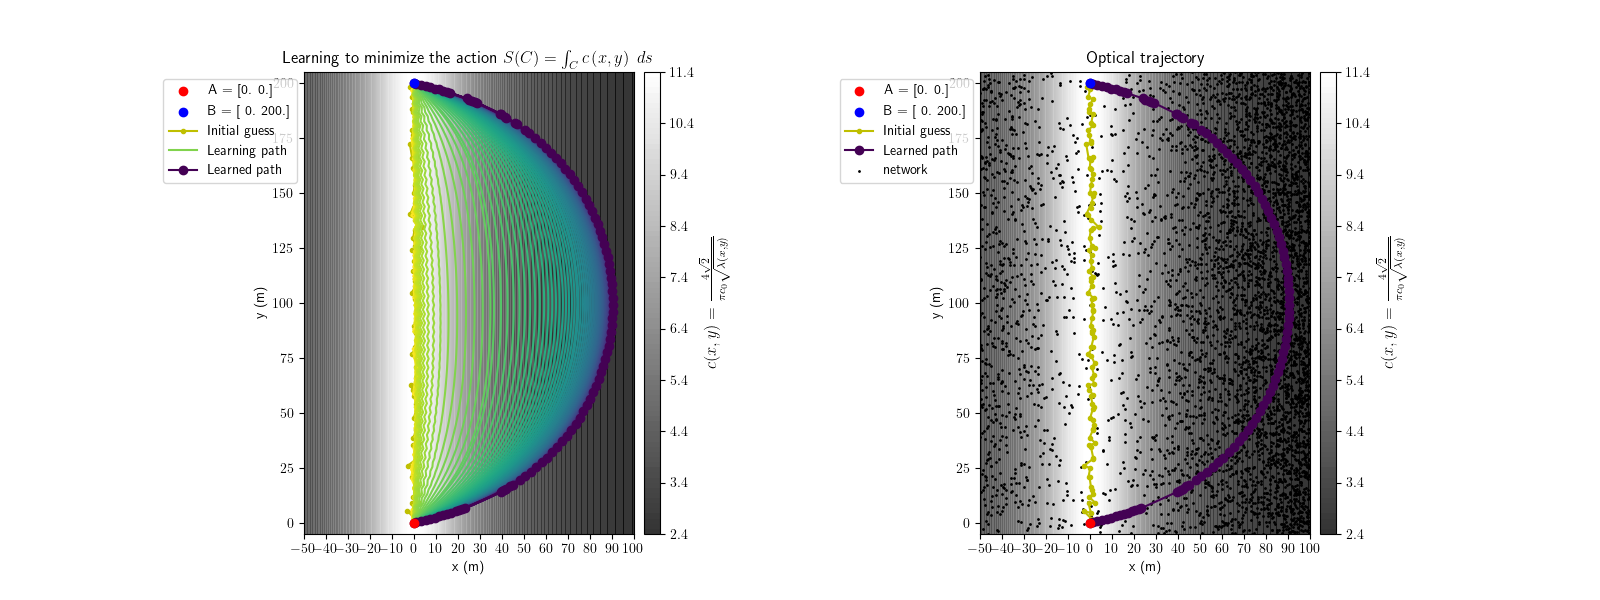 Learning to minimize the action S(C) = ∫_C c(x, y) ds
A = [0. 0.]
B = [ 0. 200.]
Initial guess
Learning path
Learned path
200
175
150
125
100
75
50
25
0
y (m)
−50 −40 −30 −20 −10 0 10 20 30 40 50 60 70 80 90 100
x (m)
11.4
10.4
9.4
8.4
7.4
6.4
5.4
4.4
3.4
2.4
c(x, y) = 4√2 / πc₀√λ(x,y)
Optical trajectory
A = [0. 0.]
B = [ 0. 200.]
Initial guess
Learned path
network
200
175
150
125
100
75
50
25
0
y (m)
−50 −40 −30 −20 −10 0 10 20 30 40 50 60 70 80 90 100
x (m)
11.4
10.4
9.4
8.4
7.4
6.4
5.4
4.4
3.4
2.4
c(x, y) = 4√2 / πc₀√λ(x,y)